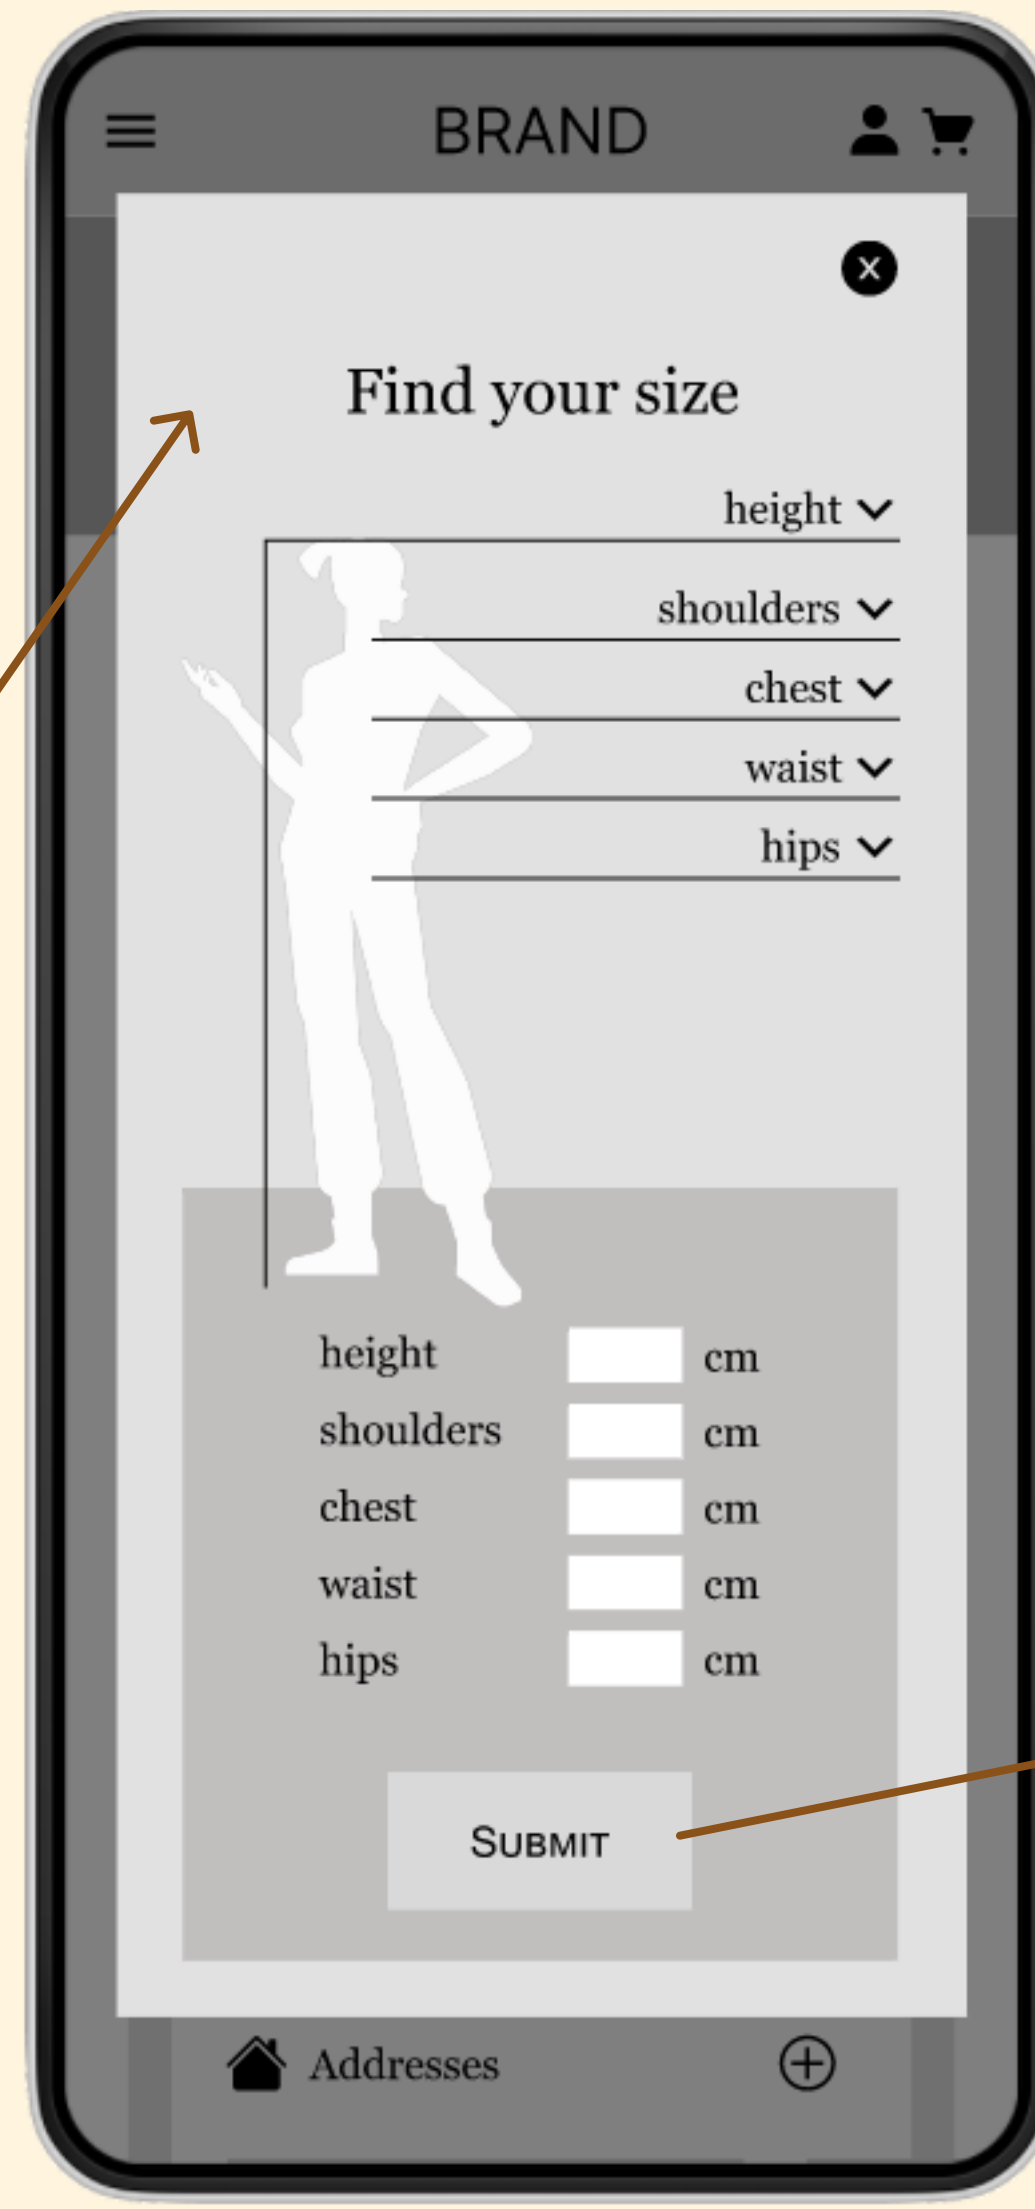 BRAND
x
Find your size
height
shoulders
chest
waist
hips
height cm
shoulders cm
chest cm
waist cm
hips cm
SUBMIT
Addresses